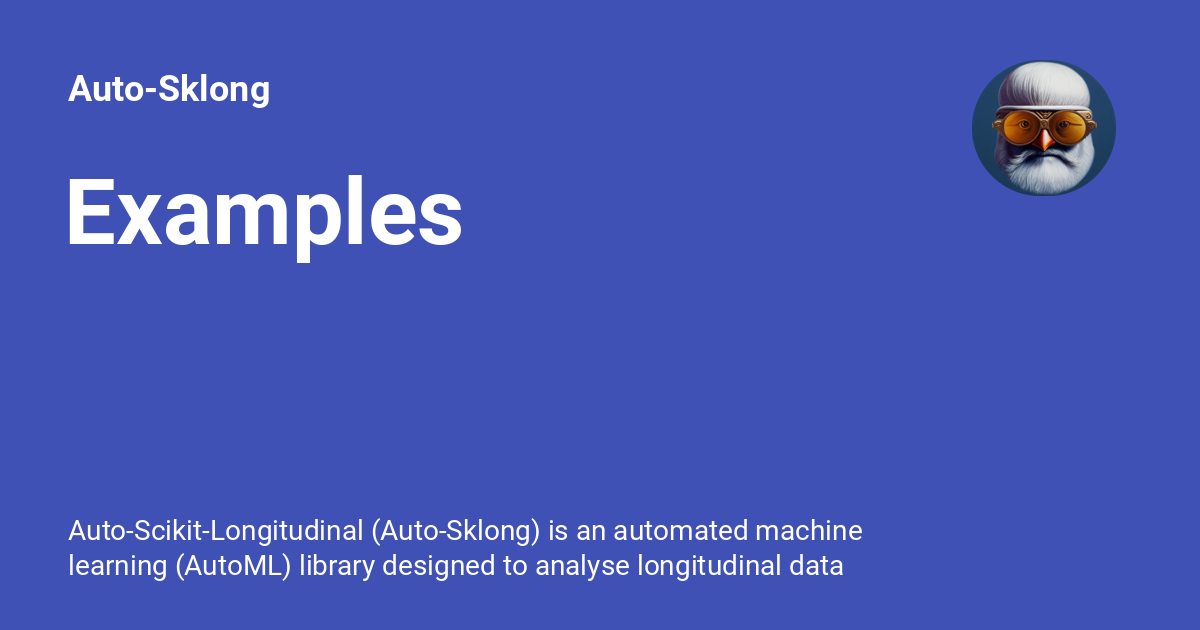 Auto-Sklong
Examples
Auto-Scikit-Longitudinal (Auto-Sklong) is an automated machine
learning (AutoML) library designed to analyse longitudinal data